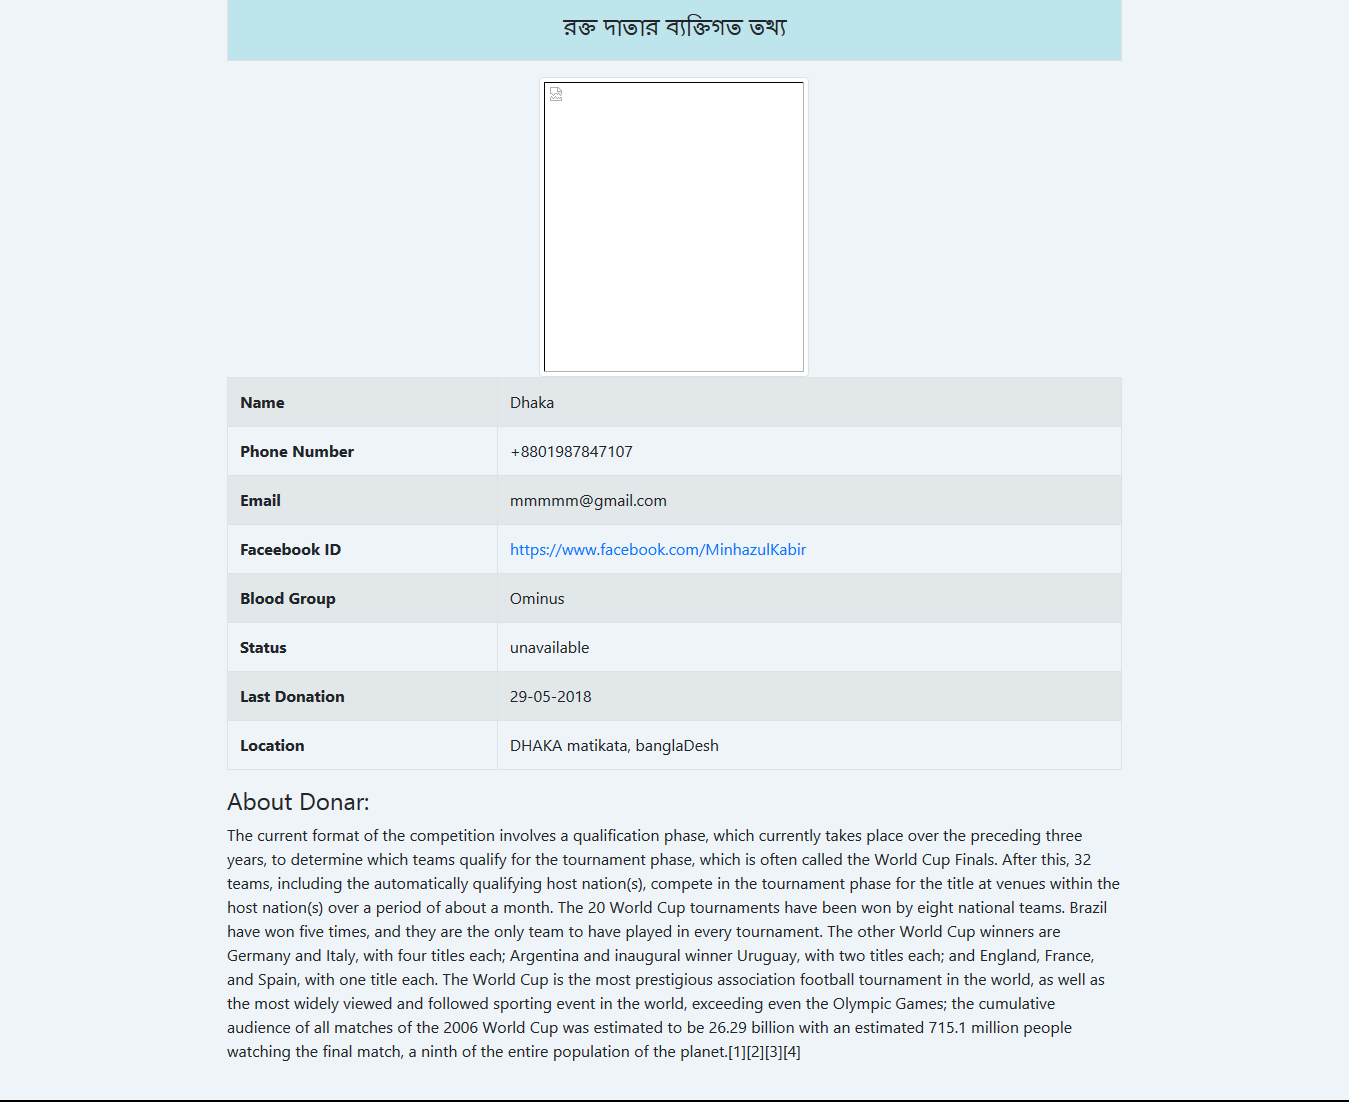 রক্ত দাতার ব্যক্তিগত তথ্য
Name Dhaka
Phone Number +8801987847107
Email mmmmm@gmail.com
Faceebook ID https://www.facebook.com/MinhazulKabir
Blood Group Ominus
Status unavailable
Last Donation 29-05-2018
Location DHAKA matikata, banglaDesh
About Donar:
The current format of the competition involves a qualification phase, which currently takes place over the preceding three
years, to determine which teams qualify for the tournament phase, which is often called the World Cup Finals. After this, 32
teams, including the automatically qualifying host nation(s), compete in the tournament phase for the title at venues within the
host nation(s) over a period of about a month. The 20 World Cup tournaments have been won by eight national teams. Brazil
have won five times, and they are the only team to have played in every tournament. The other World Cup winners are
Germany and Italy, with four titles each; Argentina and inaugural winner Uruguay, with two titles each; and England, France,
and Spain, with one title each. The World Cup is the most prestigious association football tournament in the world, as well as
the most widely viewed and followed sporting event in the world, exceeding even the Olympic Games; the cumulative
audience of all matches of the 2006 World Cup was estimated to be 26.29 billion with an estimated 715.1 million people
watching the final match, a ninth of the entire population of the planet.[1][2][3][4]